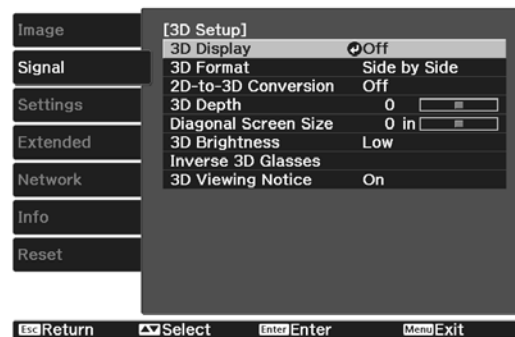 Image
Signal
Settings
Extended
Network
Info
Reset
[3D Setup]
3D Display Off
3D Format Side by Side
2D-to-3D Conversion Off
3D Depth 0
Diagonal Screen Size 0 in
3D Brightness Low
Inverse 3D Glasses
3D Viewing Notice On
Esc Return Select Enter Enter Menu Exit